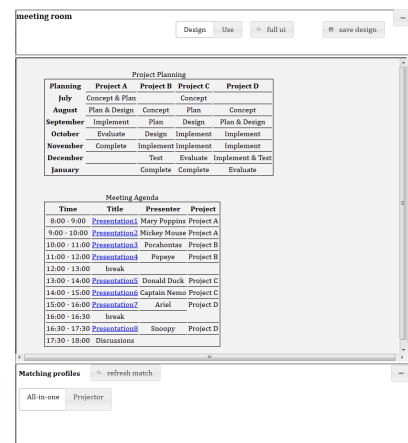 meeting room
Design Use full ui save design
Project Planning
Planning Project A Project B Project C Project D
July Concept & Plan Concept
August Plan & Design Concept Plan Concept
September Implement Plan Design Plan & Design
October Evaluate Design Implement Implement
November Complete Implement Implement Implement
December Test Evaluate Implement & Test
January Complete Complete Evaluate
Meeting Agenda
Time Title Presenter Project
8:00 - 9:00 Presentation1 Mary Poppins Project A
9:00 - 10:00 Presentation2 Mickey Mouse Project A
10:00 - 11:00 Presentation3 Pocahontas Project B
11:00 - 12:00 Presentation4 Popeye Project B
12:00 - 13:00 break
13:00 - 14:00 Presentation5 Donald Duck Project C
14:00 - 15:00 Presentation6 Captain Nemo Project C
15:00 - 16:00 Presentation7 Ariel Project D
16:00 - 16:30 break
16:30 - 17:30 Presentation8 Snoopy Project D
17:30 - 18:00 Discussions
Matching profiles refresh match
All-in-one Projector